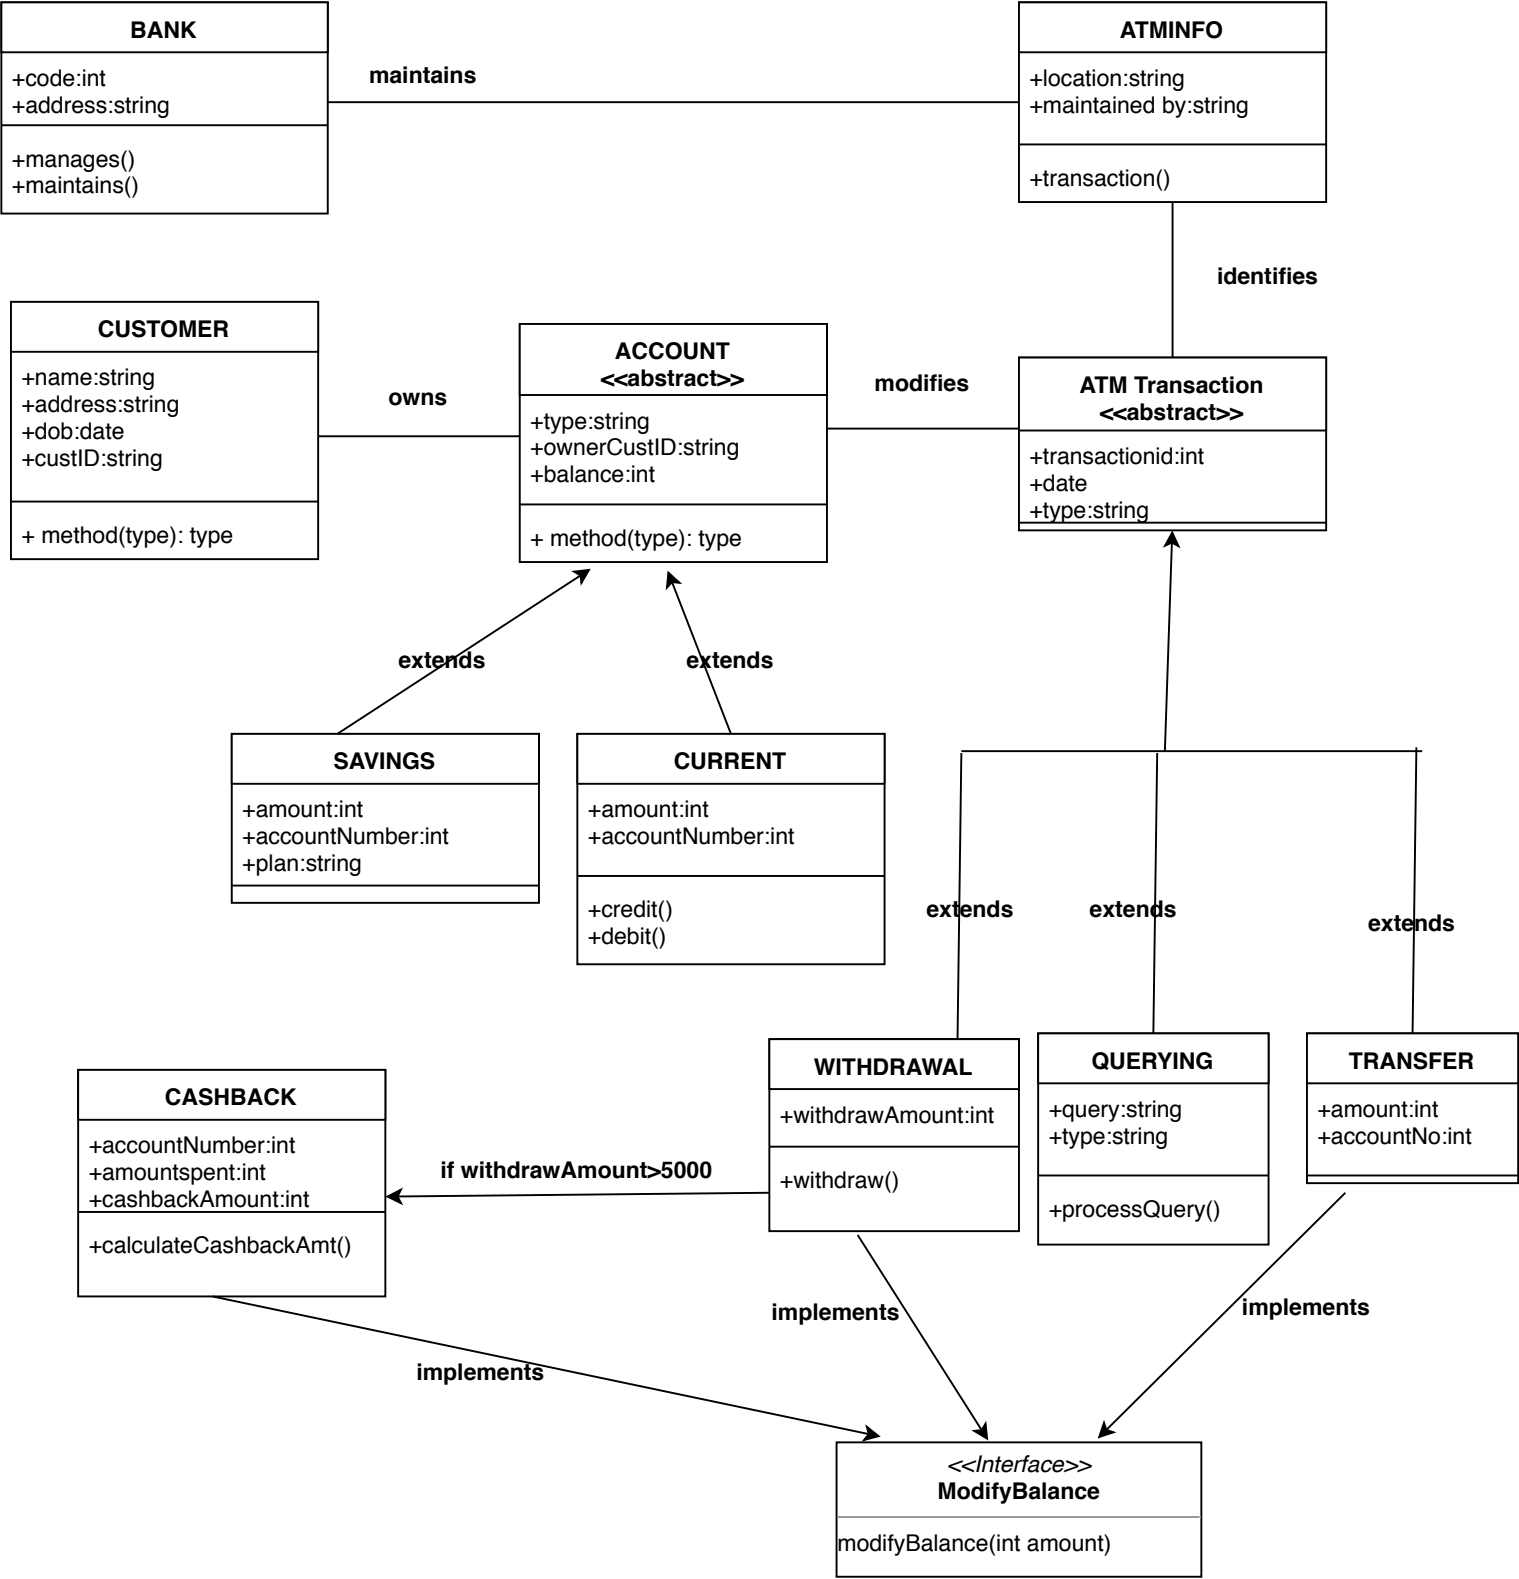 BANK
+code:int
+address:string
+manages()
+maintains()
maintains
ATMINFO
+location:string
+maintained by:string
+transaction()
identifies
CUSTOMER
+name:string
+address:string
+dob:date
+custID:string
+ method(type): type
owns
ACCOUNT
<<abstract>>
+type:string
+ownerCustID:string
+balance:int
+ method(type): type
modifies
ATM Transaction
<<abstract>>
+transactionid:int
+date
+type:string
extends
extends
SAVINGS
+amount:int
+accountNumber:int
+plan:string
CURRENT
+amount:int
+accountNumber:int
+credit()
+debit()
extends
extends
extends
CASHBACK
+accountNumber:int
+amountspent:int
+cashbackAmount:int
+calculateCashbackAmt()
if withdrawAmount>5000
WITHDRAWAL
+withdrawAmount:int
+withdraw()
QUERYING
+query:string
+type:string
+processQuery()
TRANSFER
+amount:int
+accountNo:int
implements
implements
implements
<<Interface>>
ModifyBalance
modifyBalance(int amount)